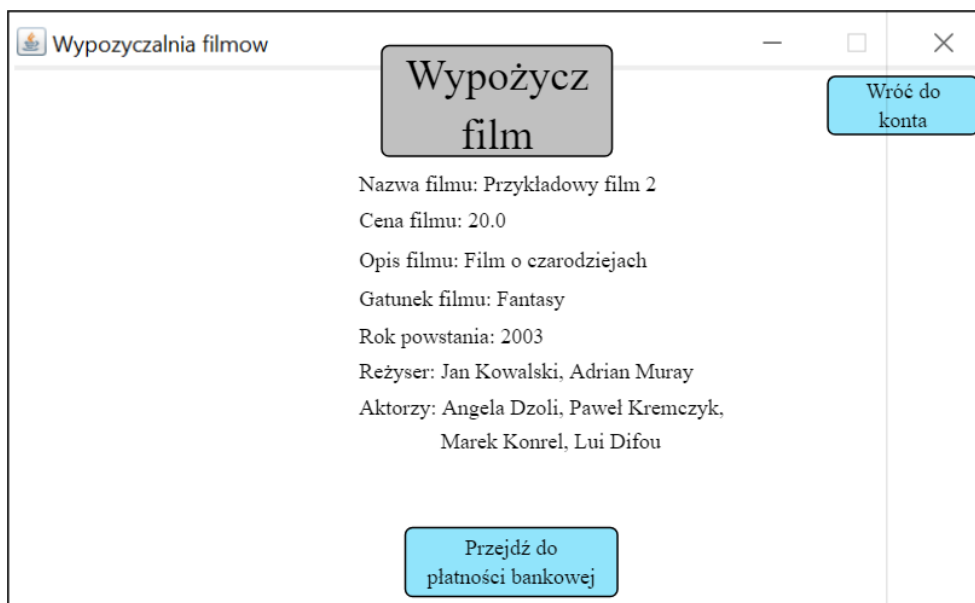 Wypozyczalnia filmow
Wypożycz
film
Wróć do
konta
Nazwa filmu: Przykładowy film 2
Cena filmu: 20.0
Opis filmu: Film o czarodziejach
Gatunek filmu: Fantasy
Rok powstania: 2003
Reżyser: Jan Kowalski, Adrian Muray
Aktorzy: Angela Dzoli, Paweł Kremczyk,
Marek Konrel, Lui Difou
Przejdź do
płatności bankowej